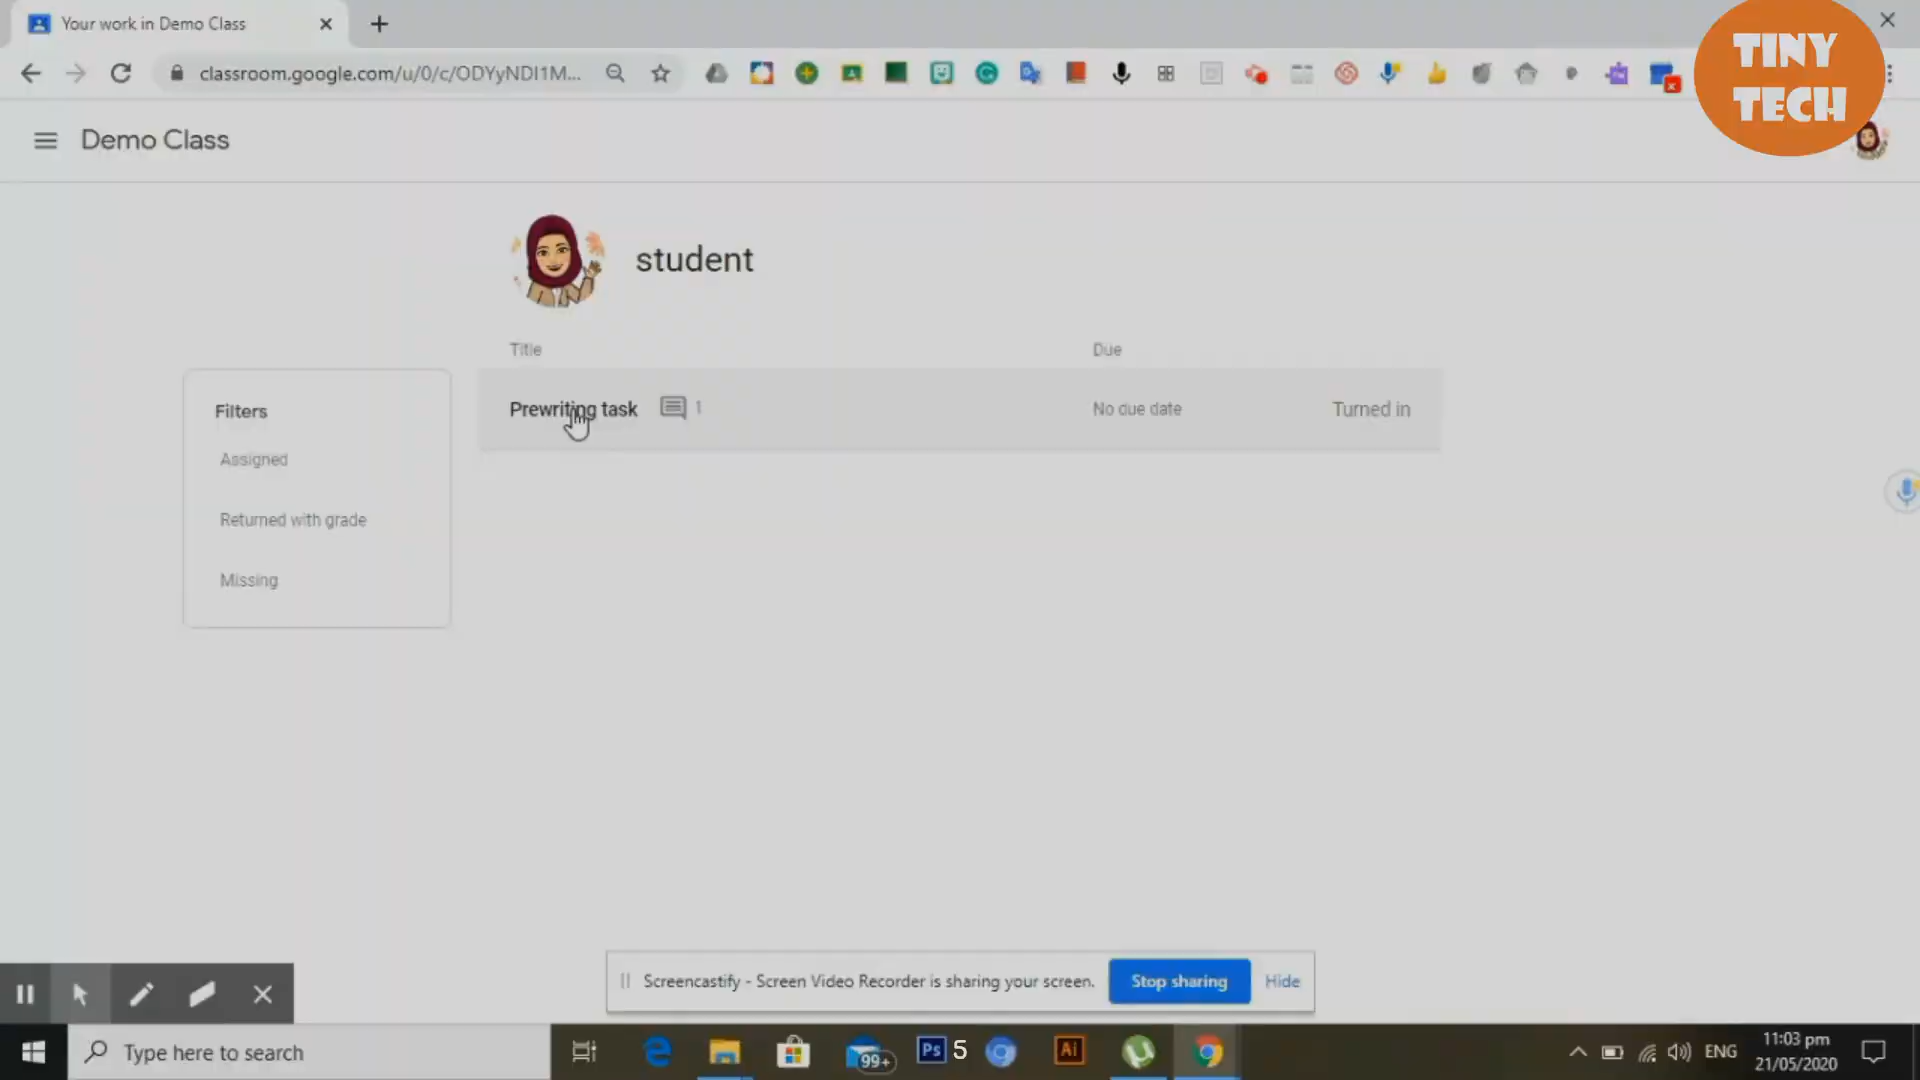 Your work in Demo Class
classroom.google.com/u/0/c/ODYyNDI1M...
TINY
TECH
Demo Class
student
Title
Due
Prewriting task
1
No due date
Turned in
Filters
Assigned
Returned with grade
Missing
Screencastify - Screen Video Recorder is sharing your screen.
Stop sharing
Hide
Type here to search
99+
Ps
5
Ai
ENG
11:03 pm
21/05/2020